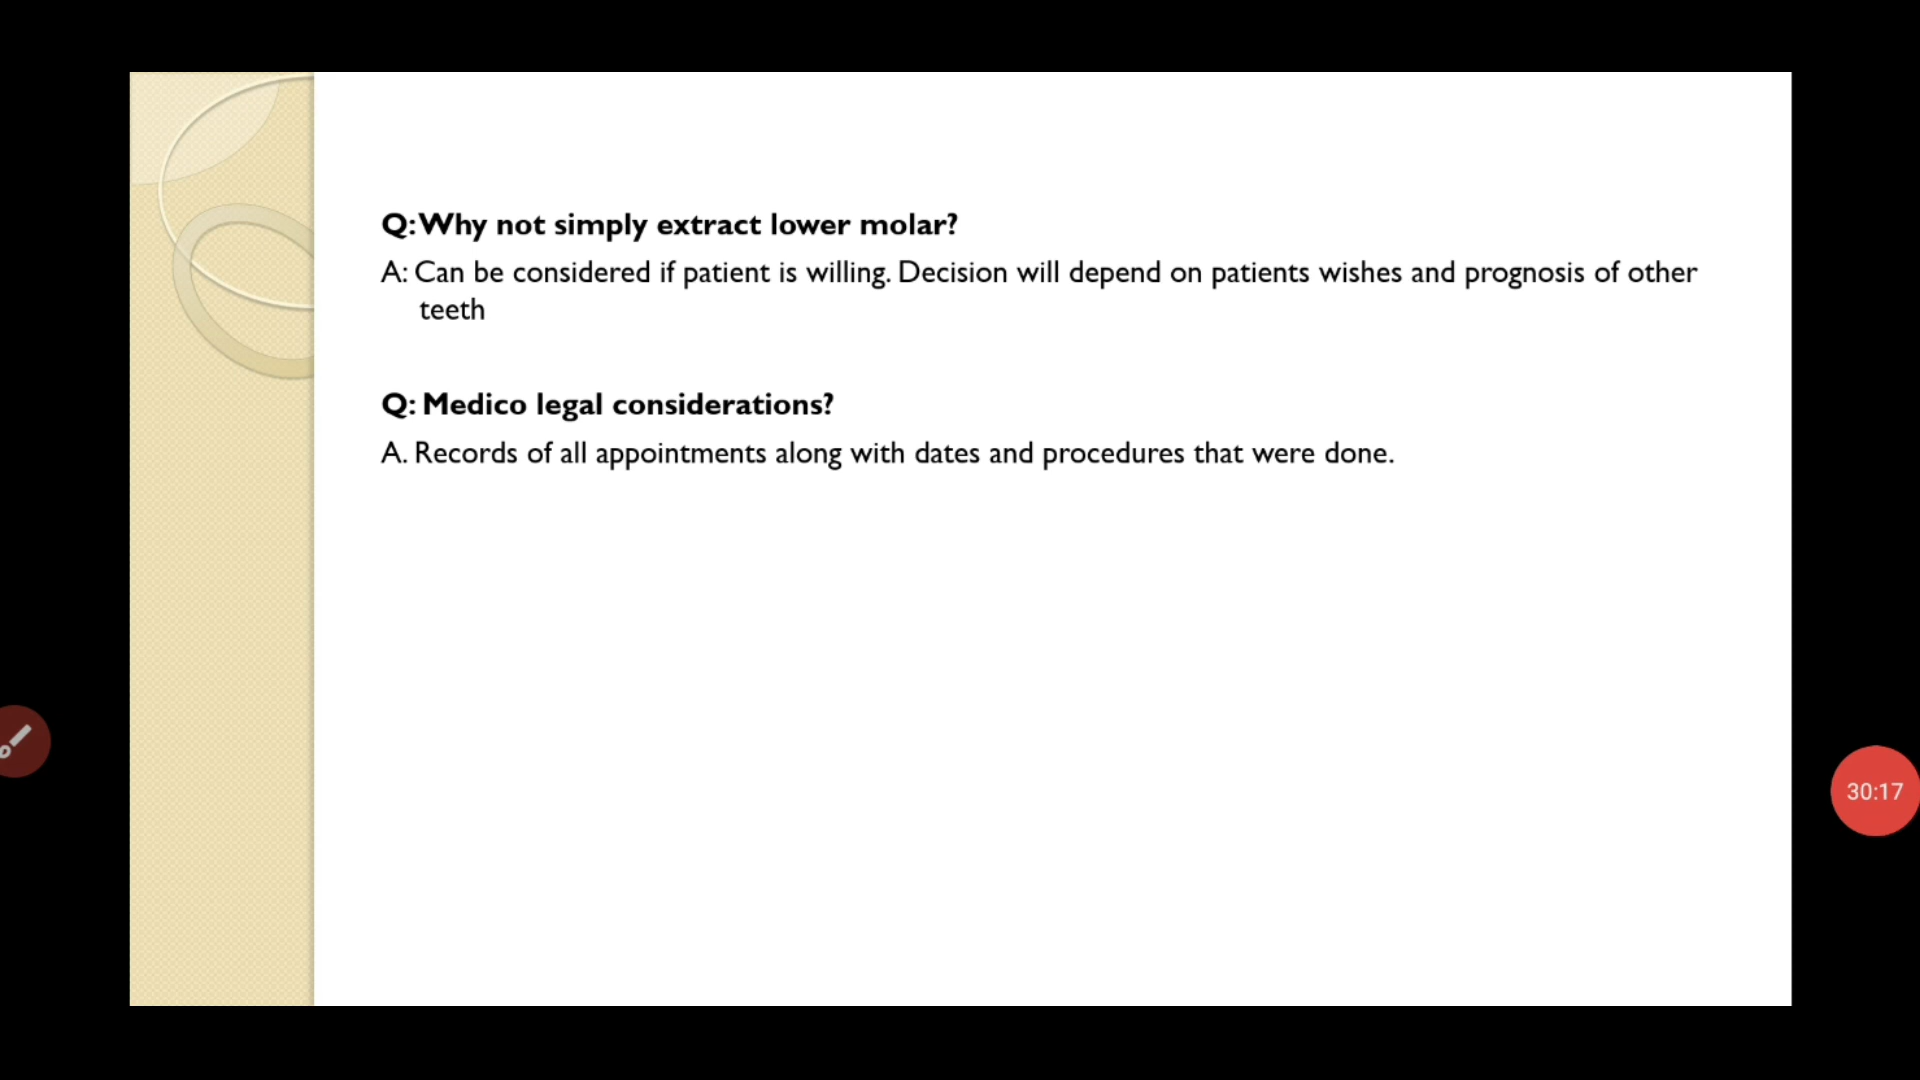 Q: Why not simply extract lower molar?
A: Can be considered if patient is willing. Decision will depend on patients wishes and prognosis of other
teeth
Q: Medico legal considerations?
A. Records of all appointments along with dates and procedures that were done.
30:17